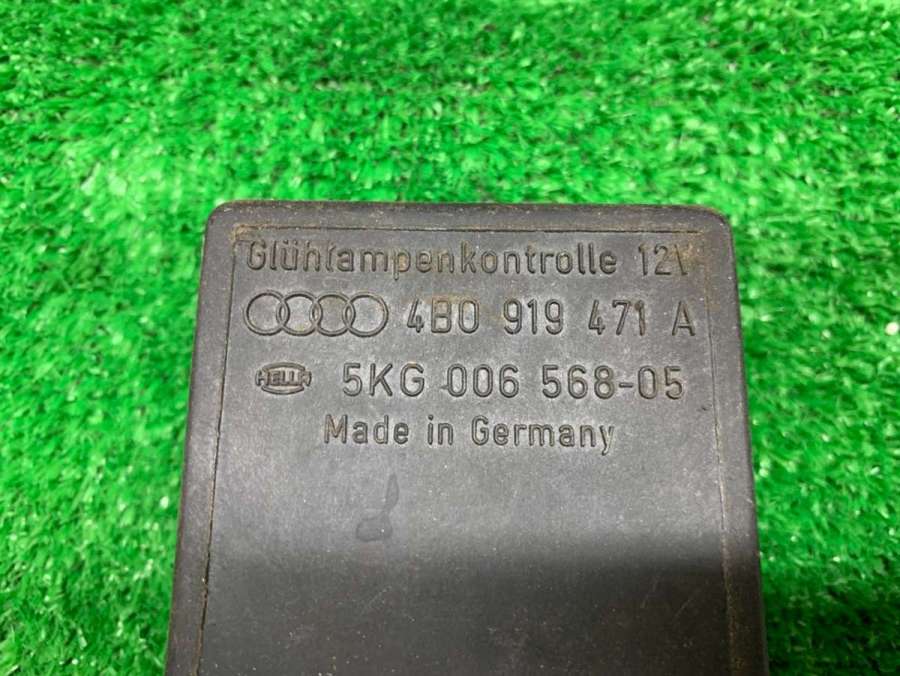 Glühlampenkontrolle 12V
4B0 919 471 A
HELLA 5KG 006 568-05
Made in Germany